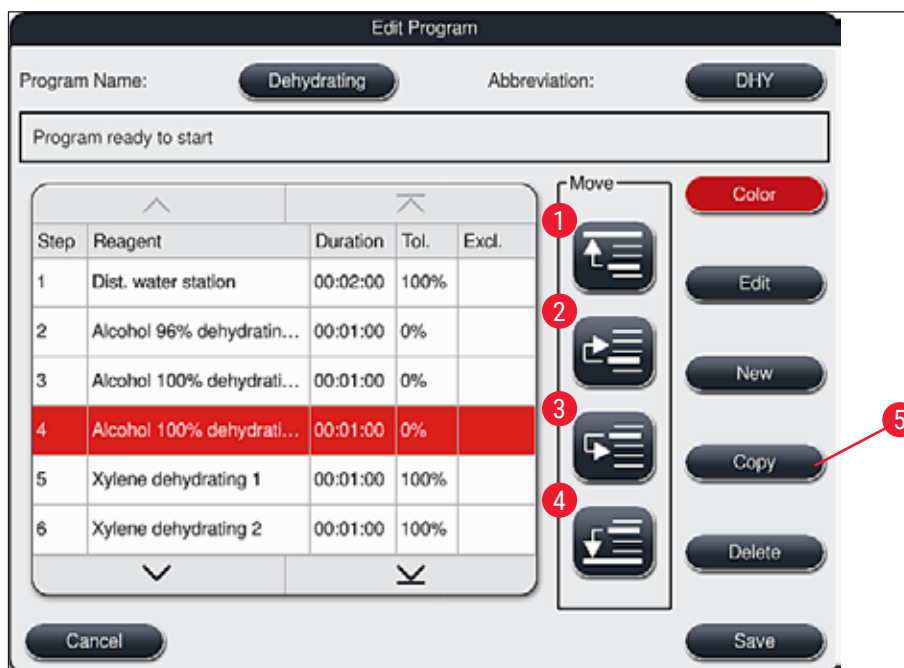 Edit Program
Program Name: Dehydrating Abbreviation: DHY
Program ready to start
Move
Color
1
Step Reagent Duration Tol. Excl.
1 Dist. water station 00:02:00 100%
Edit
2
2 Alcohol 96% dehydratin... 00:01:00 0%
3 Alcohol 100% dehydrati... 00:01:00 0%
New
3
4 Alcohol 100% dehydrati... 00:01:00 0%
5
Copy
5 Xylene dehydrating 1 00:01:00 100%
4
6 Xylene dehydrating 2 00:01:00 100%
Delete
Cancel Save